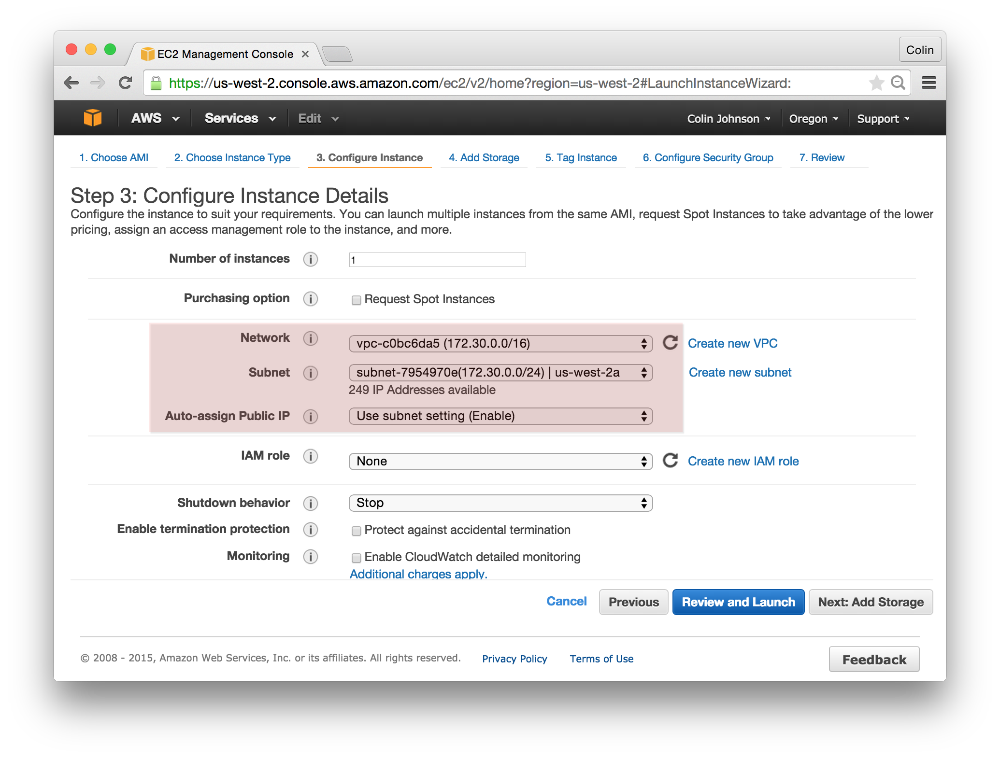 EC2 Management Console
Colin
https://us-west-2.console.aws.amazon.com/ec2/v2/home?region=us-west-2#LaunchInstanceWizard:
AWS Services Edit Colin Johnson Oregon Support
1. Choose AMI 2. Choose Instance Type 3. Configure Instance 4. Add Storage 5. Tag Instance 6. Configure Security Group 7. Review
Step 3: Configure Instance Details
Configure the instance to suit your requirements. You can launch multiple instances from the same AMI, request Spot Instances to take advantage of the lower
pricing, assign an access management role to the instance, and more.
Number of instances 1
Purchasing option Request Spot Instances
Network vpc-c0bc6da5 (172.30.0.0/16) Create new VPC
Subnet subnet-7954970e(172.30.0.0/24) | us-west-2a Create new subnet
249 IP Addresses available
Auto-assign Public IP Use subnet setting (Enable)
IAM role None Create new IAM role
Shutdown behavior Stop
Enable termination protection Protect against accidental termination
Monitoring Enable CloudWatch detailed monitoring
Additional charges apply.
Cancel Previous Review and Launch Next: Add Storage
© 2008 - 2015, Amazon Web Services, Inc. or its affiliates. All rights reserved. Privacy Policy Terms of Use Feedback